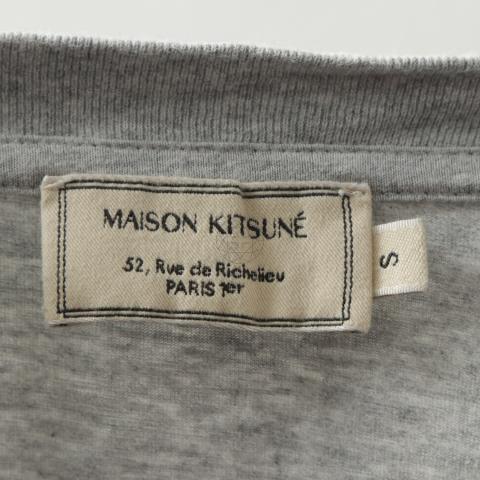 MAISON KITSUNÉ
52, Rue de Richelieu
PARIS 1er
S